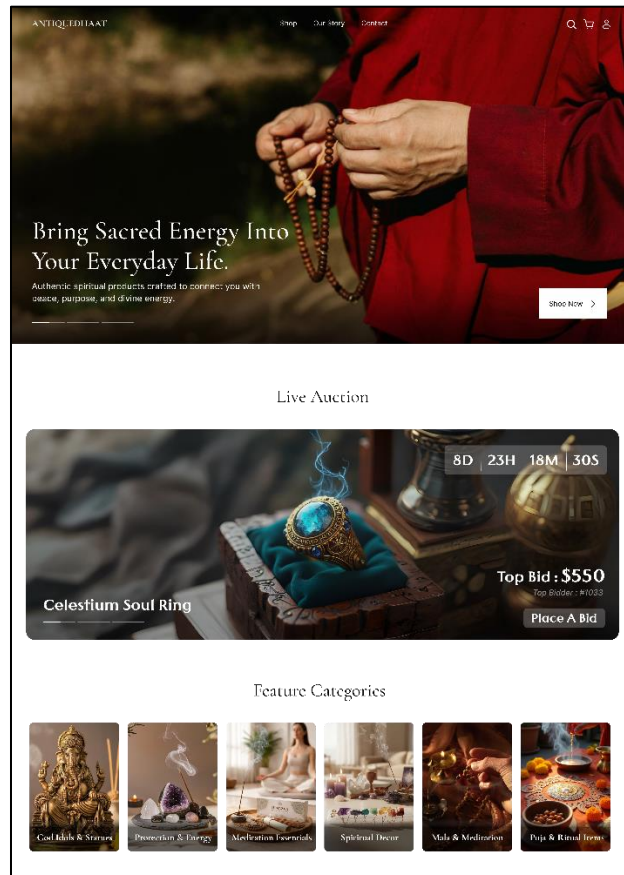 ANTIQUEDHAAT
Shop Our Story Contact
Bring Sacred Energy Into
Your Everyday Life.
Authentic spiritual products crafted to connect you with
peace, purpose, and divine energy.
Shop Now
Live Auction
8D 23H 18M 30S
Top Bid : $550
Top Bidder : #1033
Celestium Soul Ring
Place A Bid
Feature Categories
God Idols & Statues
Protection & Energy
Meditation Essentials
Spiritual Decor
Mala & Meditation
Puja & Ritual Items